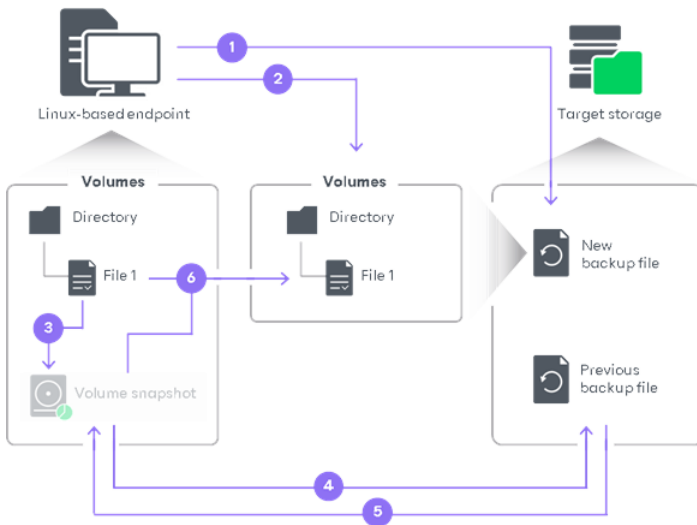 1
2
Linux-based endpoint
Target storage
Volumes
Directory
File 1
3
Volume snapshot
6
Volumes
Directory
File 1
New
backup file
Previous
backup file
4
5